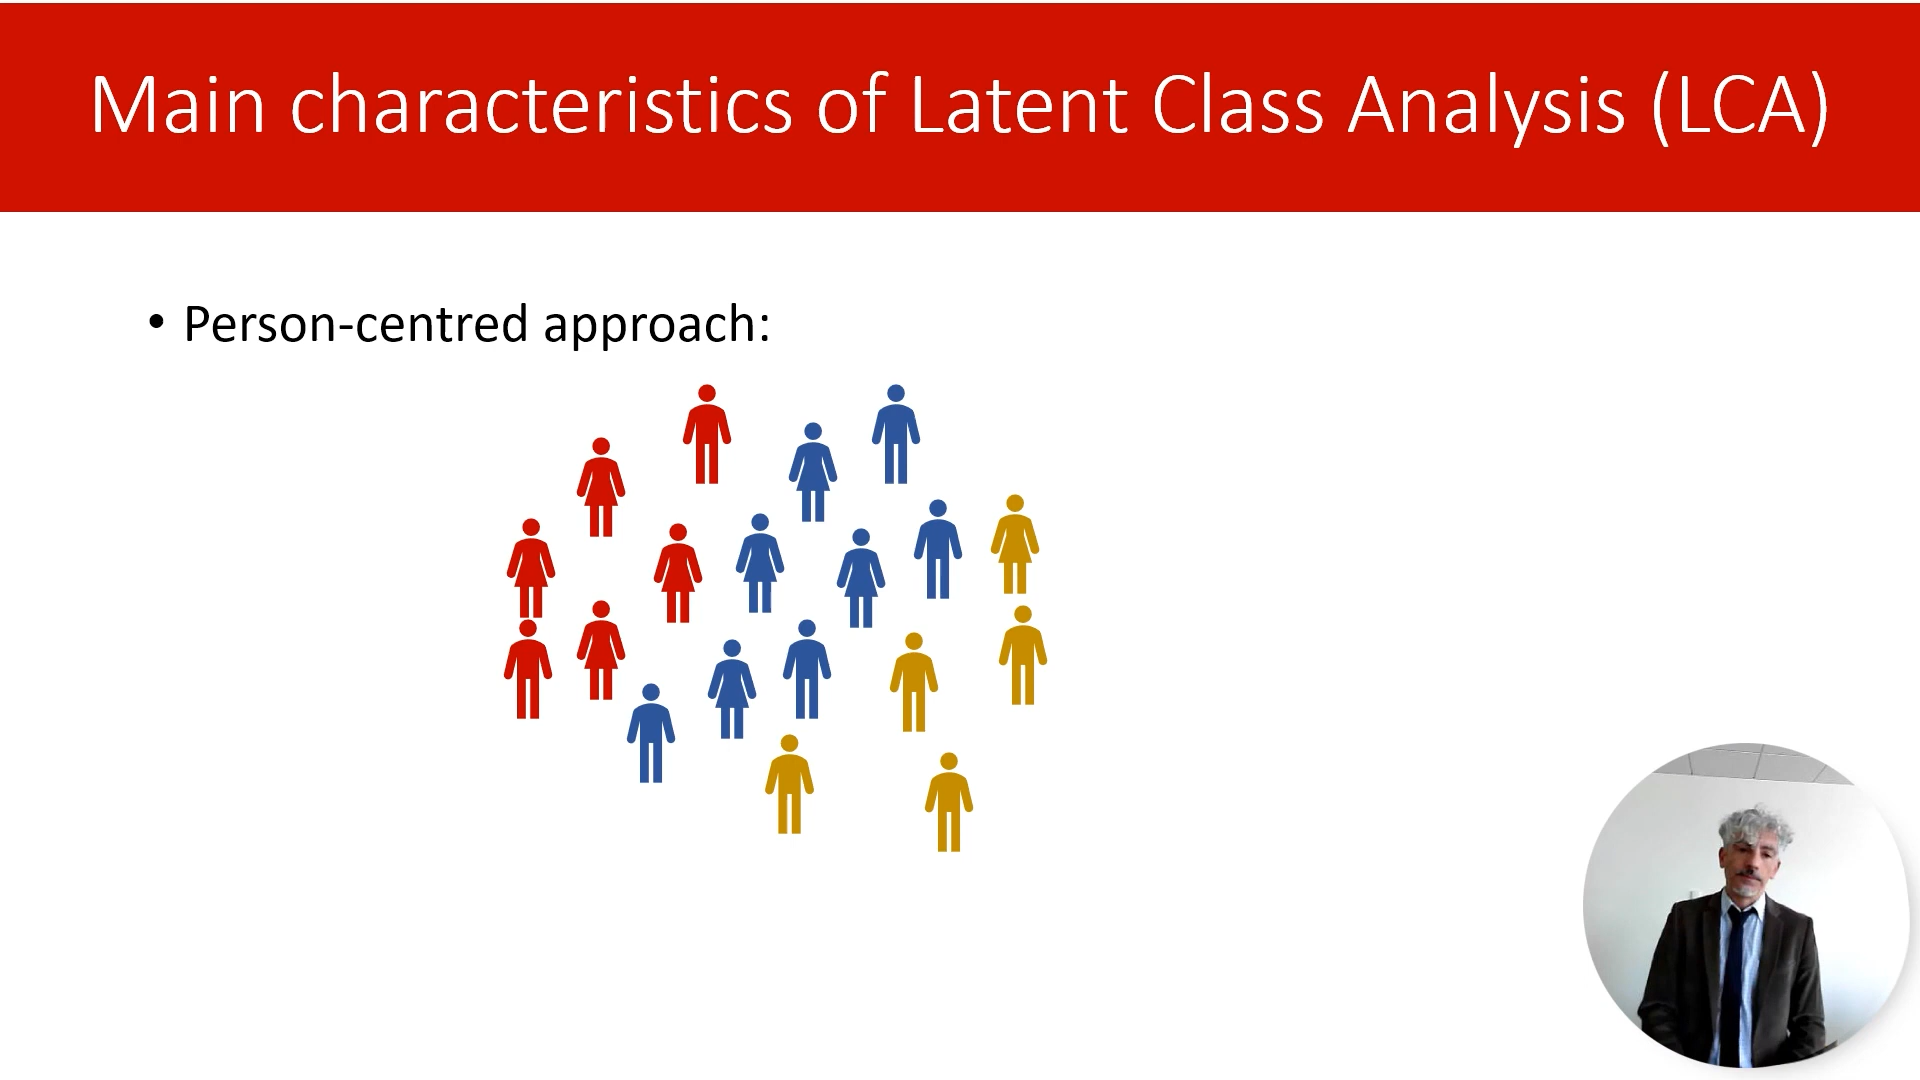 Main characteristics of Latent Class Analysis (LCA)
• Person-centred approach: